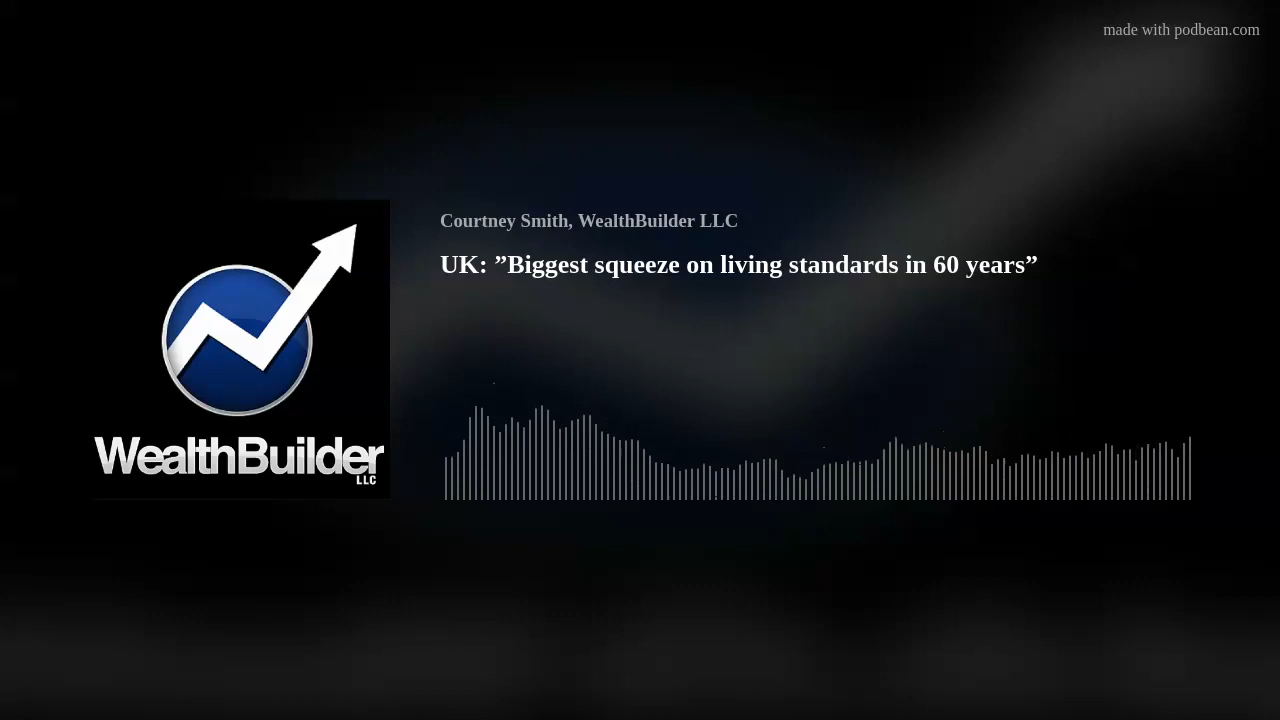 made with podbean.com
Courtney Smith, WealthBuilder LLC
UK: ”Biggest squeeze on living standards in 60 years”
WealthBuilder
LLC